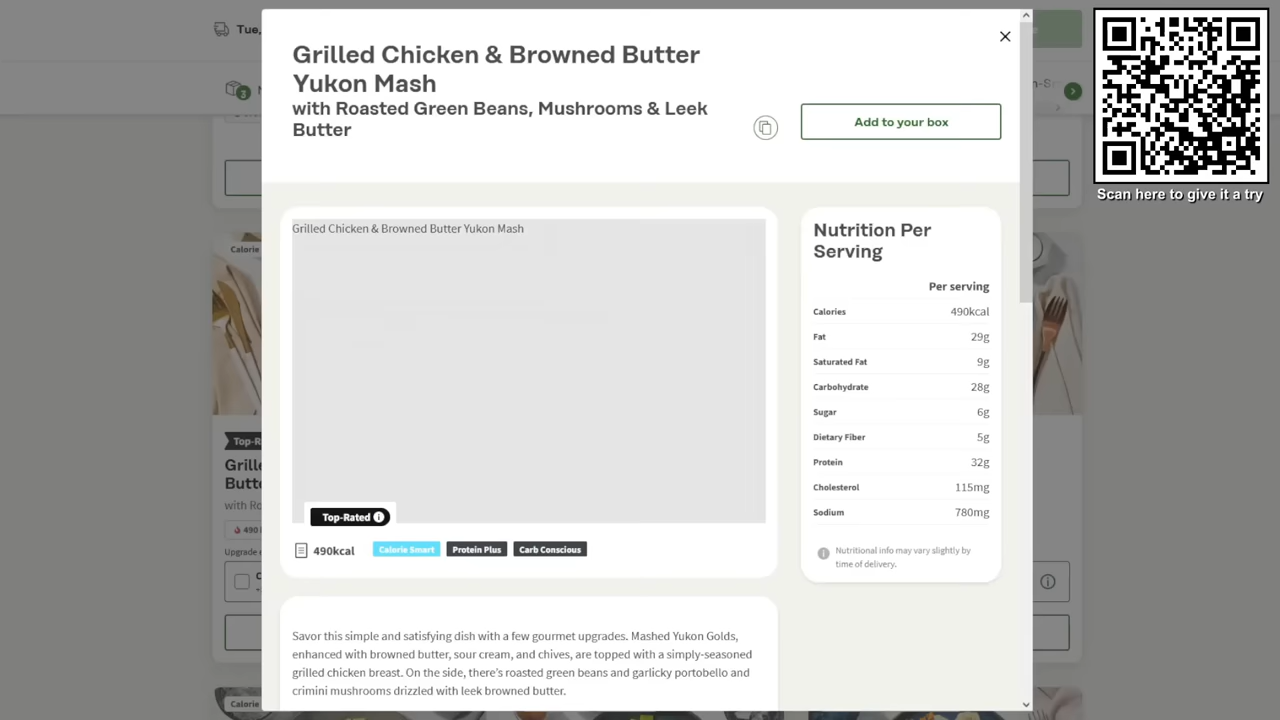 Tue,
3
Grilled Chicken & Browned Butter
Yukon Mash
with Roasted Green Beans, Mushrooms & Leek
Butter
Add to your box
Scan here to give it a try
Grilled Chicken & Browned Butter Yukon Mash
Top-Rated
490kcal
Calorie Smart
Protein Plus
Carb Conscious
Nutrition Per
Serving
Per serving
Calories 490kcal
Fat 29g
Saturated Fat 9g
Carbohydrate 28g
Sugar 6g
Dietary Fiber 5g
Protein 32g
Cholesterol 115mg
Sodium 780mg
Nutritional info may vary slightly by
time of delivery.
Savor this simple and satisfying dish with a few gourmet upgrades. Mashed Yukon Golds,
enhanced with browned butter, sour cream, and chives, are topped with a simply-seasoned
grilled chicken breast. On the side, there's roasted green beans and garlicky portobello and
crimini mushrooms drizzled with leek browned butter.
Calorie
Top-R
Grille
Butte
with Ro
490
Upgrade e
Calorie